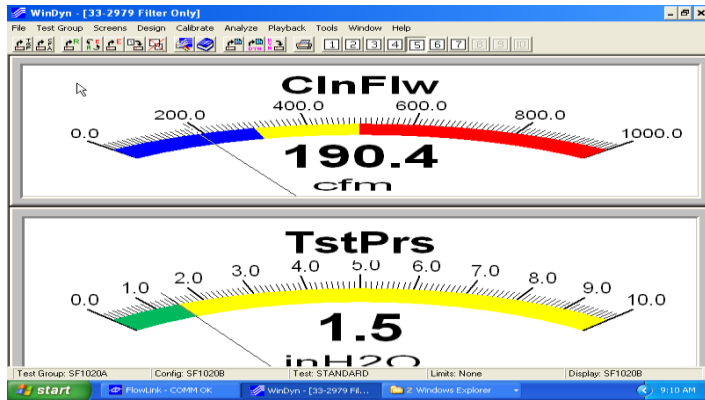 WinDyn - [33-2979 Filter Only]
File Test Group Screens Design Calibrate Analyze Playback Tools Window Help
1 2 3 4 5 6 7 8 9 10
ClnFlw
0.0 200.0 400.0 600.0 800.0 1000.0
190.4
cfm
TstPrs
0.0 1.0 2.0 3.0 4.0 5.0 6.0 7.0 8.0 9.0 10.0
1.5
inH2O
Test Group: SF1020A Config: SF1020B Test: STANDARD Limits: None Display: SF1020B
start FlowLink - COMM OK WinDyn - [33-2979 Fil... 2 Windows Explorer 9:10 AM